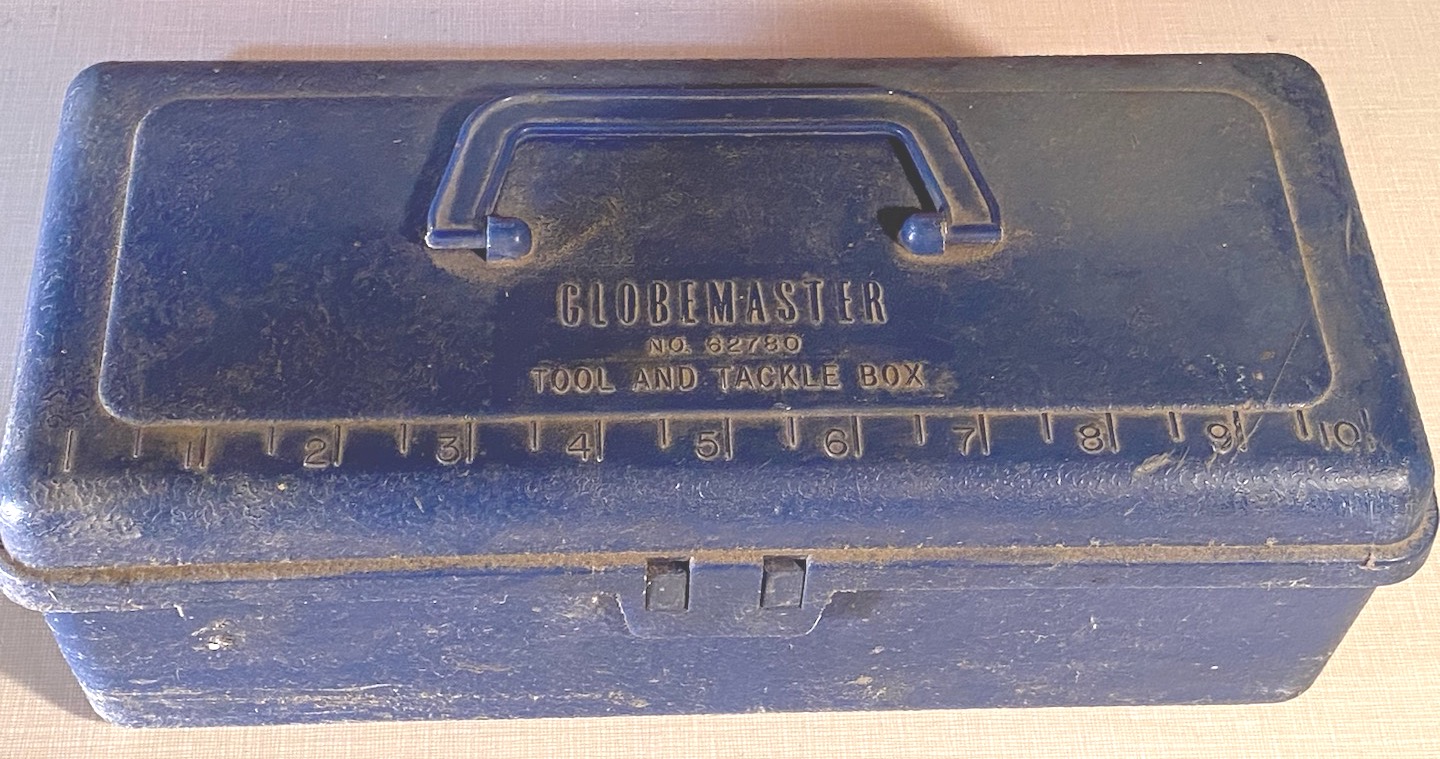 GLOBEMASTER
NO. 62780
TOOL AND TACKLE BOX
1 2 3 4 5 6 7 8 9 10